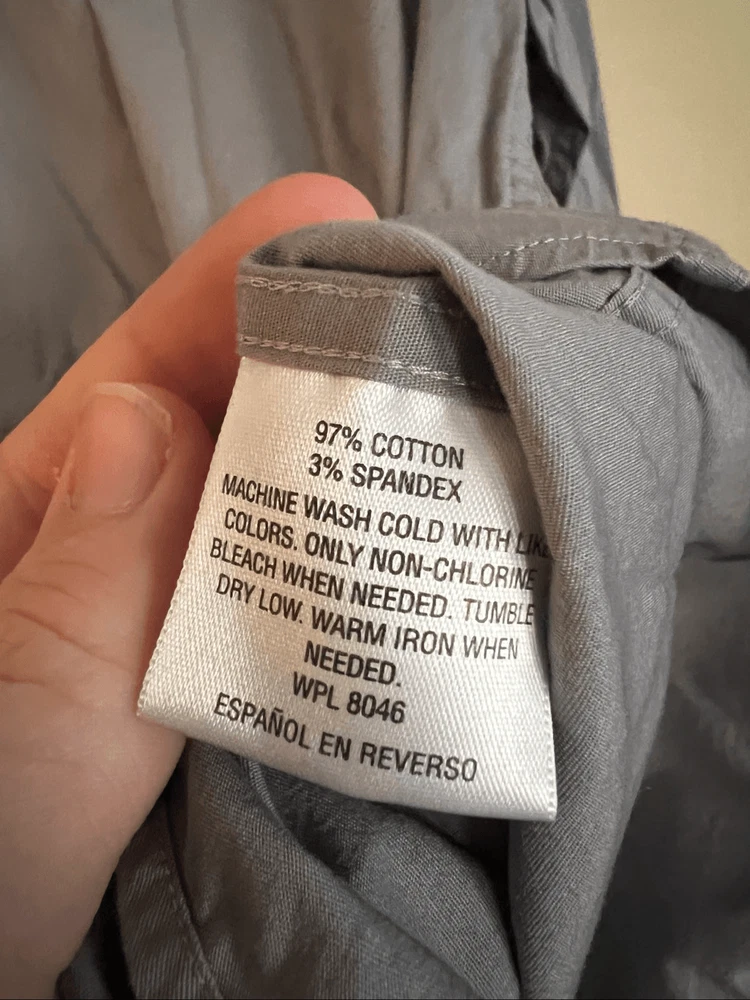 97% COTTON
3% SPANDEX
MACHINE WASH COLD WITH LIKE
COLORS. ONLY NON-CHLORINE
BLEACH WHEN NEEDED. TUMBLE
DRY LOW. WARM IRON WHEN
NEEDED.
WPL 8046
ESPAÑOL EN REVERSO